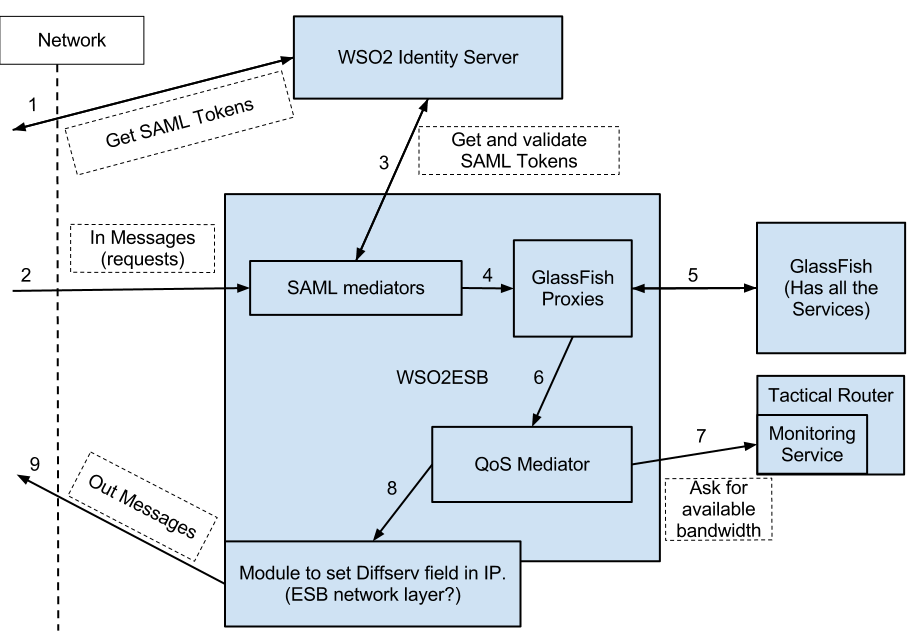 Network
WSO2 Identity Server
1
Get SAML Tokens
Get and validate
SAML Tokens
3
In Messages
(requests)
2
SAML mediators
4
GlassFish
Proxies
5
GlassFish
(Has all the
Services)
WSO2ESB
6
Tactical Router
Monitoring
Service
7
QoS Mediator
9
Out Messages
8
Ask for
available
bandwidth
Module to set Diffserv field in IP.
(ESB network layer?)